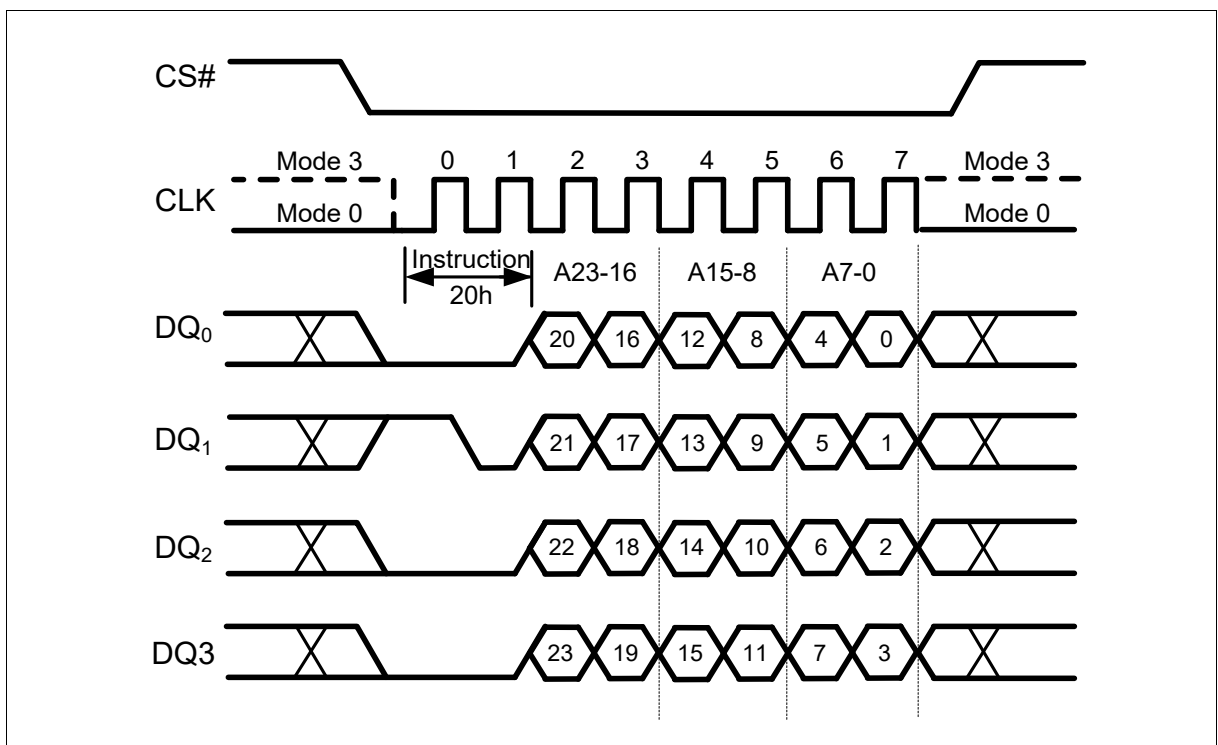 CS#
Mode 3 0 1 2 3 4 5 6 7 Mode 3
CLK
Mode 0 Mode 0
Instruction A23-16 A15-8 A7-0
20h
DQ0 20 16 12 8 4 0
DQ1 21 17 13 9 5 1
DQ2 22 18 14 10 6 2
DQ3 23 19 15 11 7 3